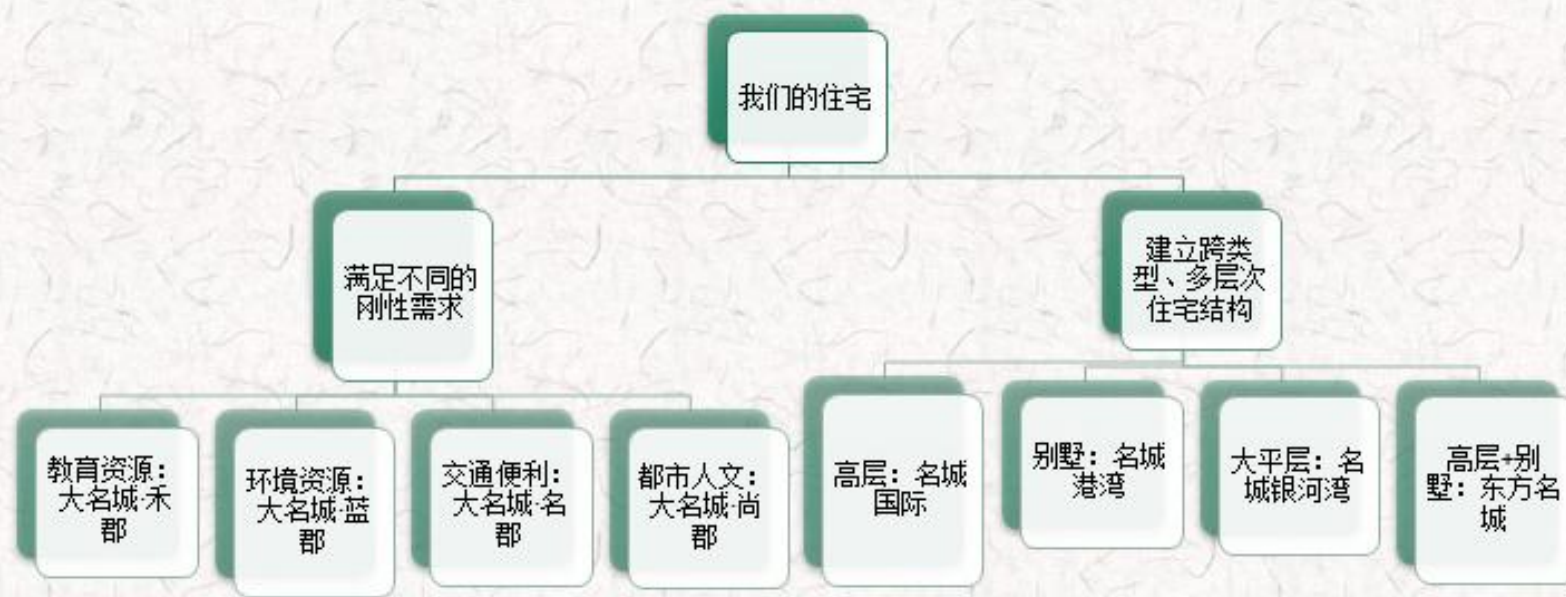 我们的住宅
满足不同的
刚性需求
建立跨类
型、多层次
住宅结构
教育资源：
大名城·禾
郡
环境资源：
大名城·蓝
郡
交通便利：
大名城·名
郡
都市人文：
大名城·尚
郡
高层：名城
国际
别墅：名城
港湾
大平层：名
城银河湾
高层+别
墅：东方名
城